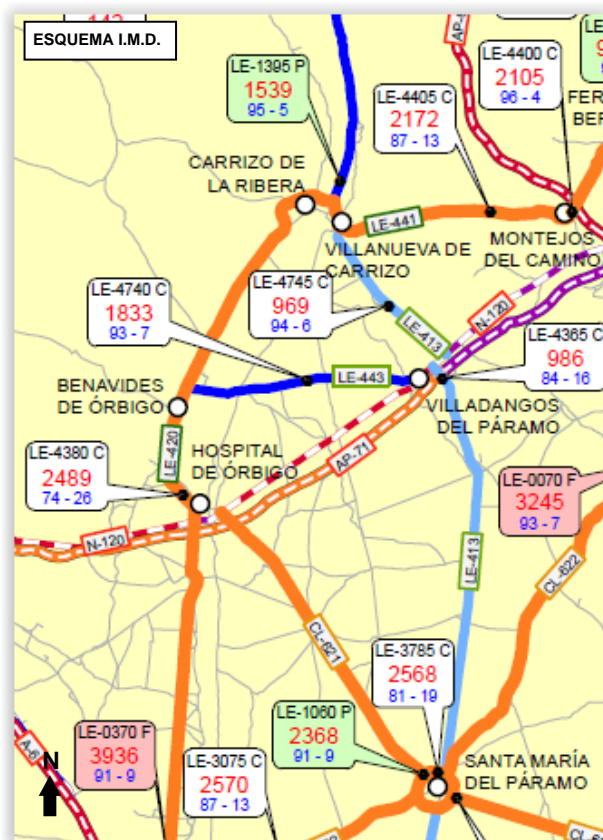 143
ESQUEMA I.M.D.
AP-
LE-1395 P
1539
95 - 5
LE-4400 C
2105
96 - 4
LE-4405 C
2172
87 - 13
CARRIZO DE
LA RIBERA
LE-441
VILLANUEVA DE
CARRIZO
MONTEJOS
DEL CAMINO
LE-4740 C
1833
93 - 7
LE-4745 C
969
94 - 6
LE-413
N-120
LE-4365 C
986
84 - 16
BENAVIDES
DE ÓRBIGO
LE-443
VILLADANGOS
DEL PÁRAMO
LE-420
LE-4380 C
2489
74 - 26
HOSPITAL
DE ÓRBIGO
AP-71
LE-0070 F
3245
93 - 7
N-120
LE-413
CL-622
CL-621
LE-3785 C
2568
81 - 19
LE-1060 P
2368
91 - 9
LE-0370 F
3936
91 - 9
LE-3075 C
2570
87 - 13
SANTA MARÍA
DEL PÁRAMO
A-6
N